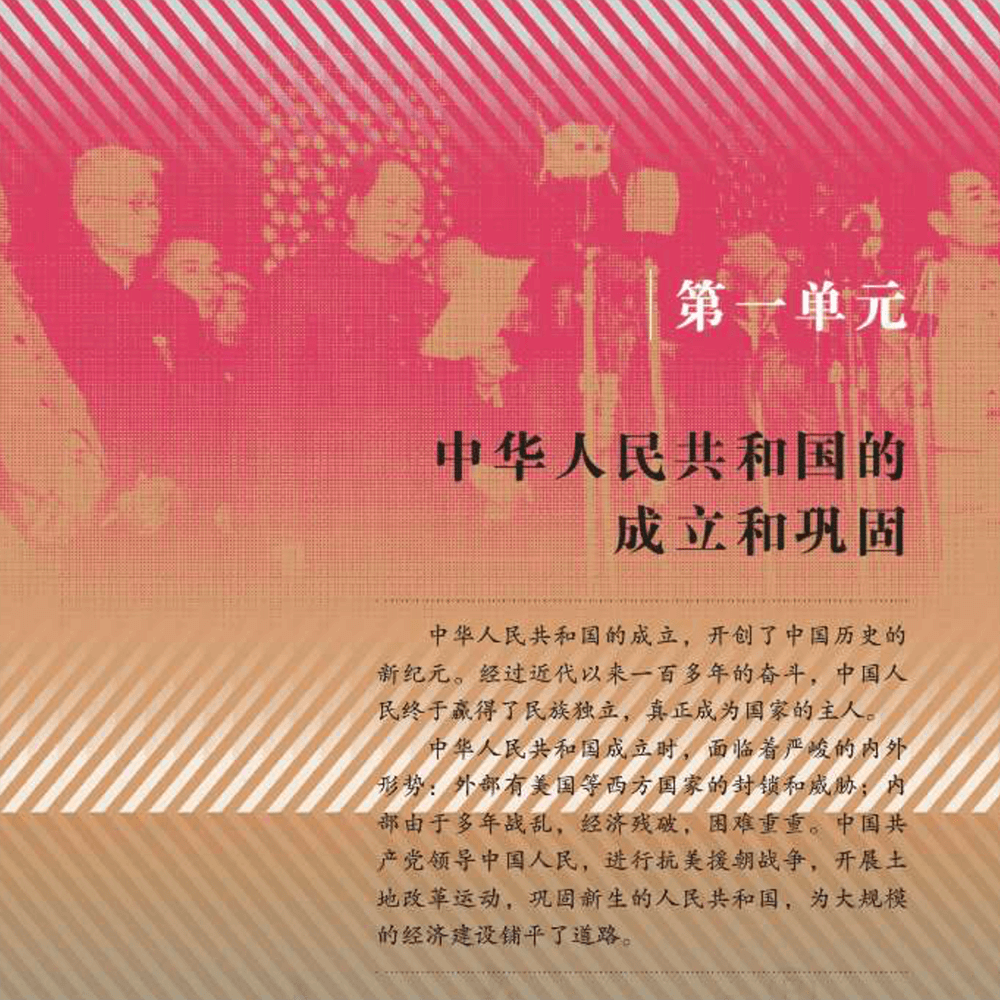 第一单元
中华人民共和国的
成立和巩固
中华人民共和国的成立，开创了中国历史的
新纪元。经过近代以来一百多年的奋斗，中国人
民终于赢得了民族独立，真正成为国家的主人。
中华人民共和国成立时，面临着严峻的内外
形势：外部有美国等西方国家的封锁和威胁；内
部由于多年战乱，经济残破，困难重重。中国共
产党领导中国人民，进行抗美援朝战争，开展土
地改革运动，巩固新生的人民共和国，为大规模
的经济建设铺平了道路。